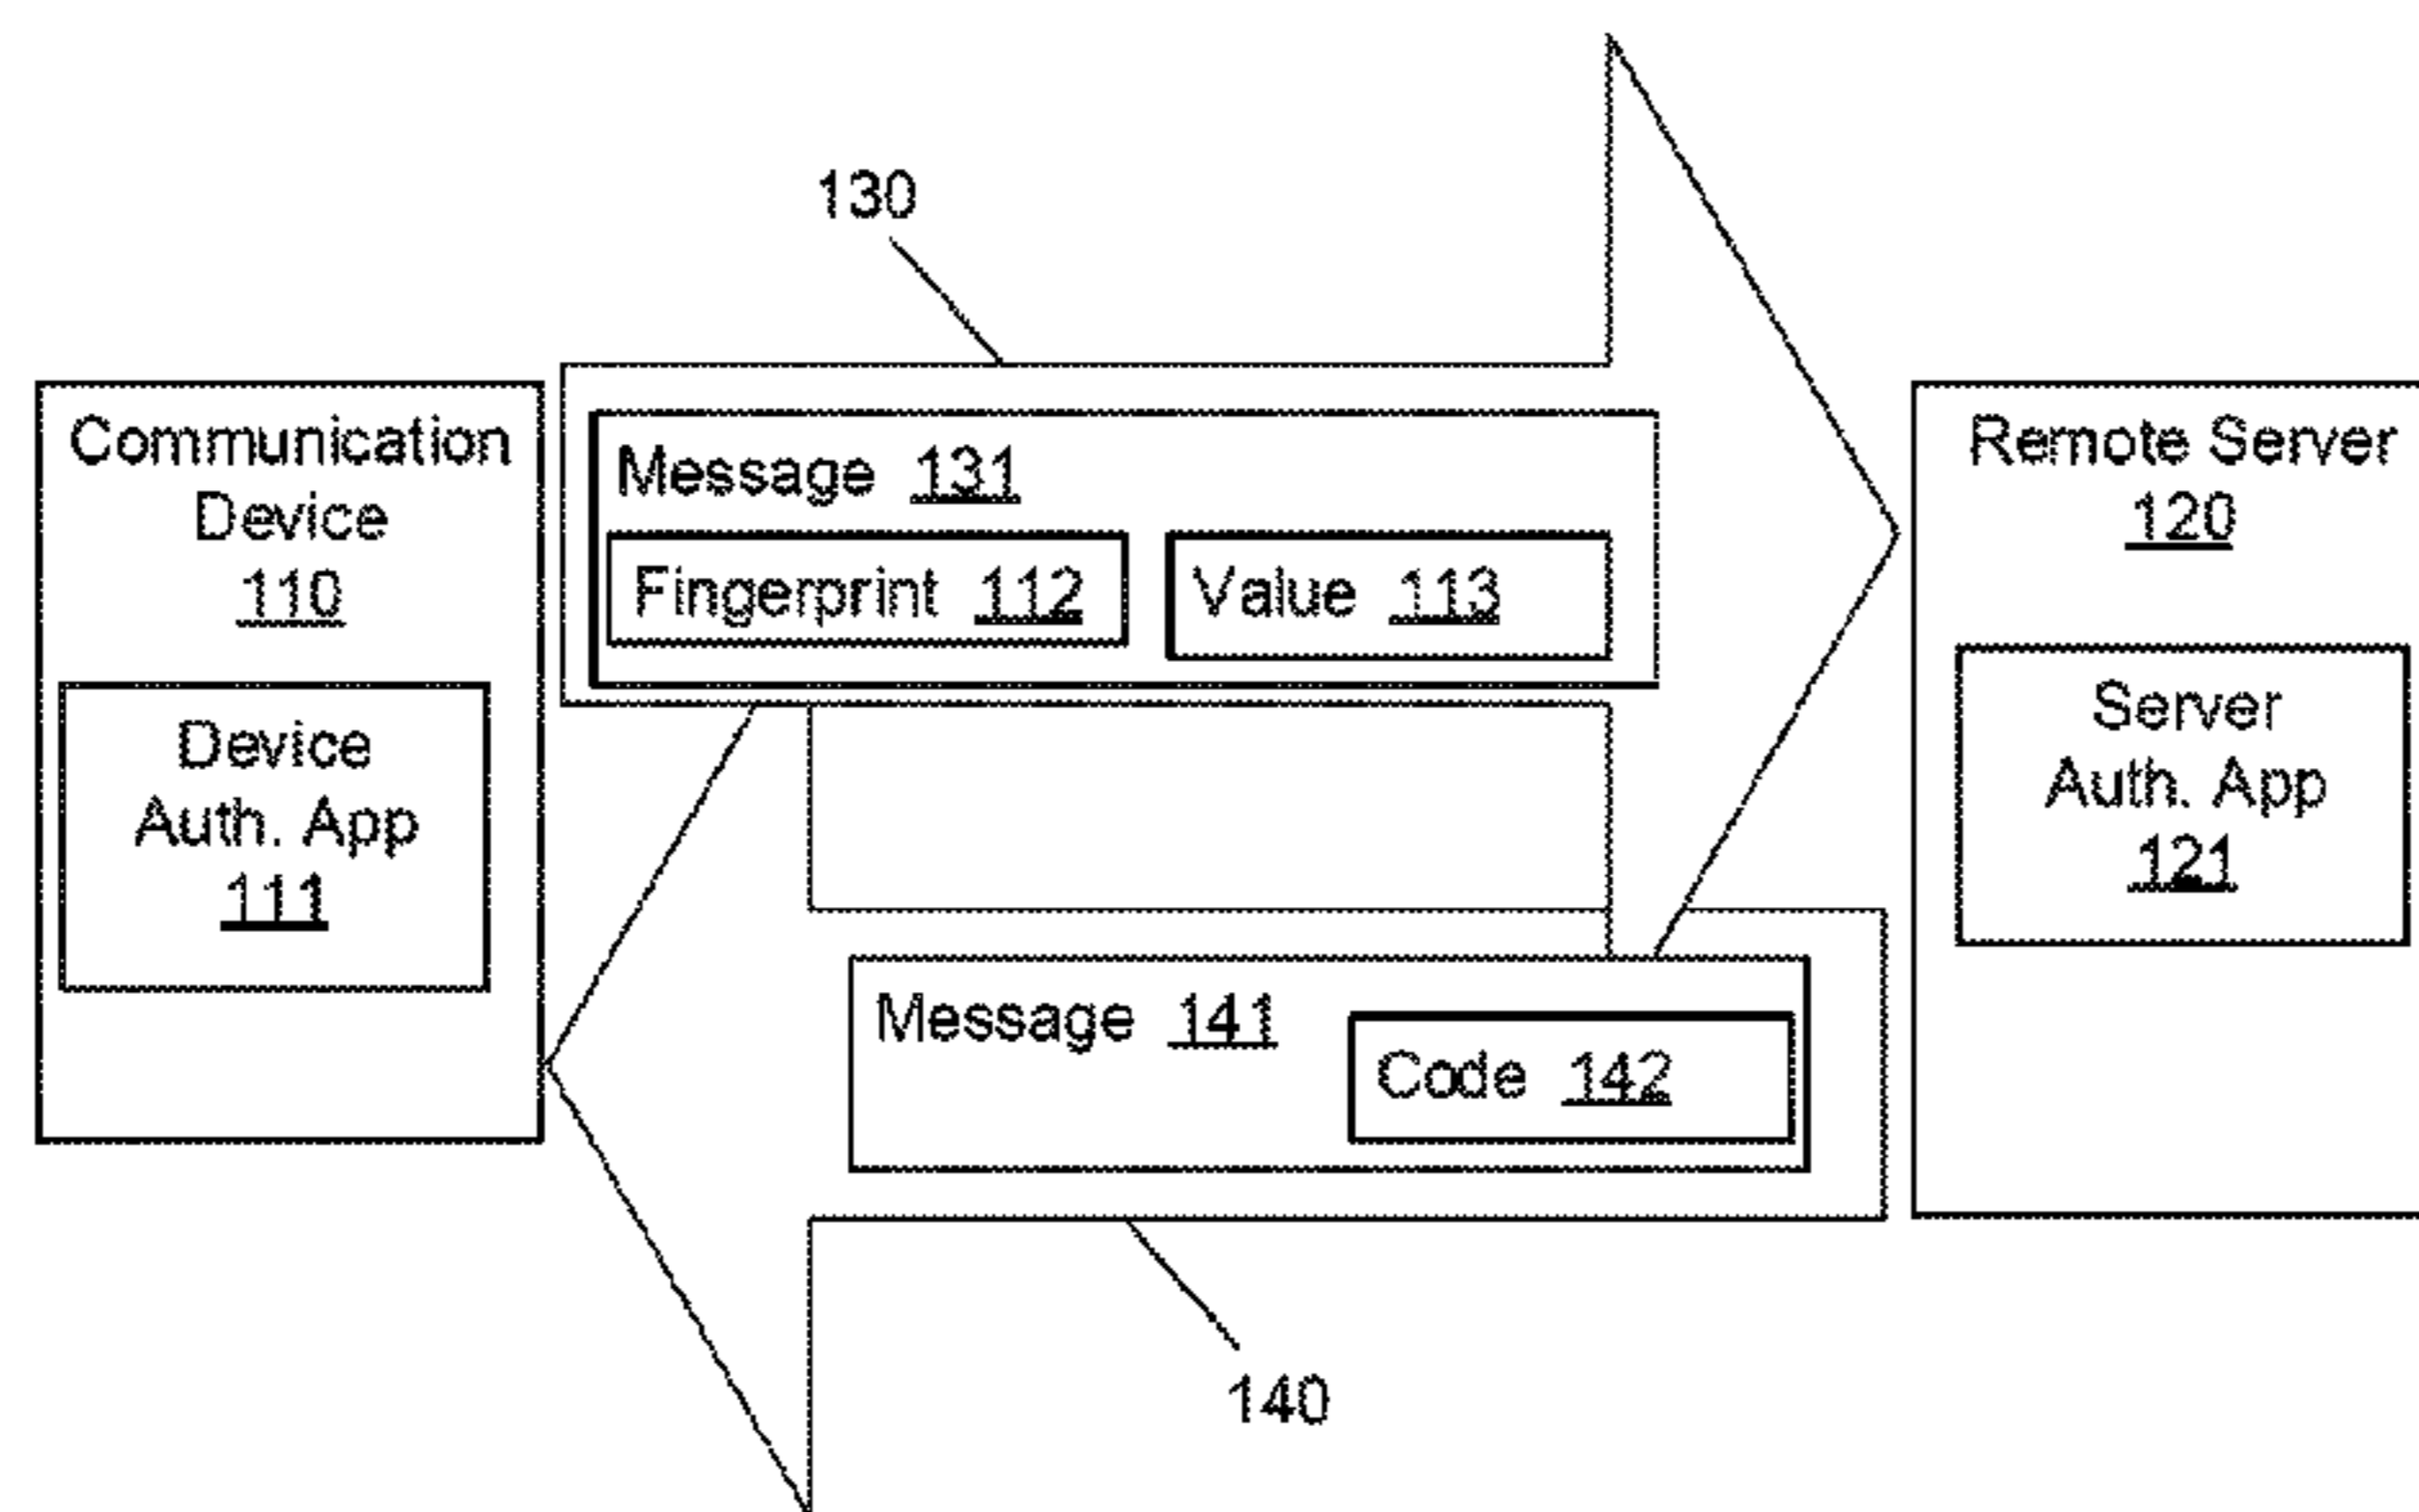 130
Communication
Device
110
Device
Auth. App
111
Message 131
Fingerprint 112
Value 113
Remote Server
120
Server
Auth. App
121
Message 141
Code 142
140